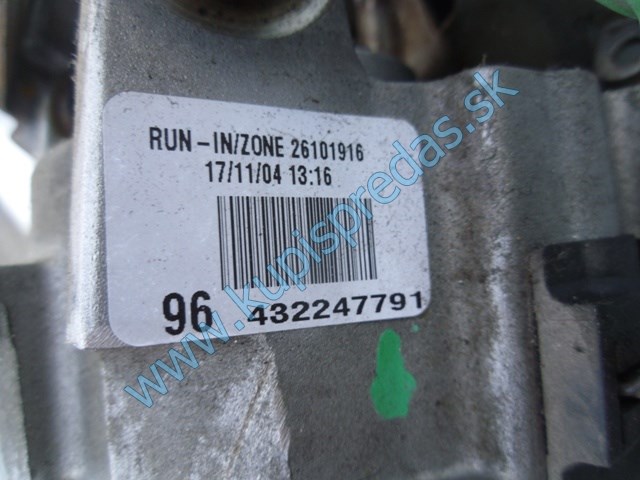 RUN-IN/ZONE 26101916
17/11/04 13:16
96 432247791
www.kupispredas.sk